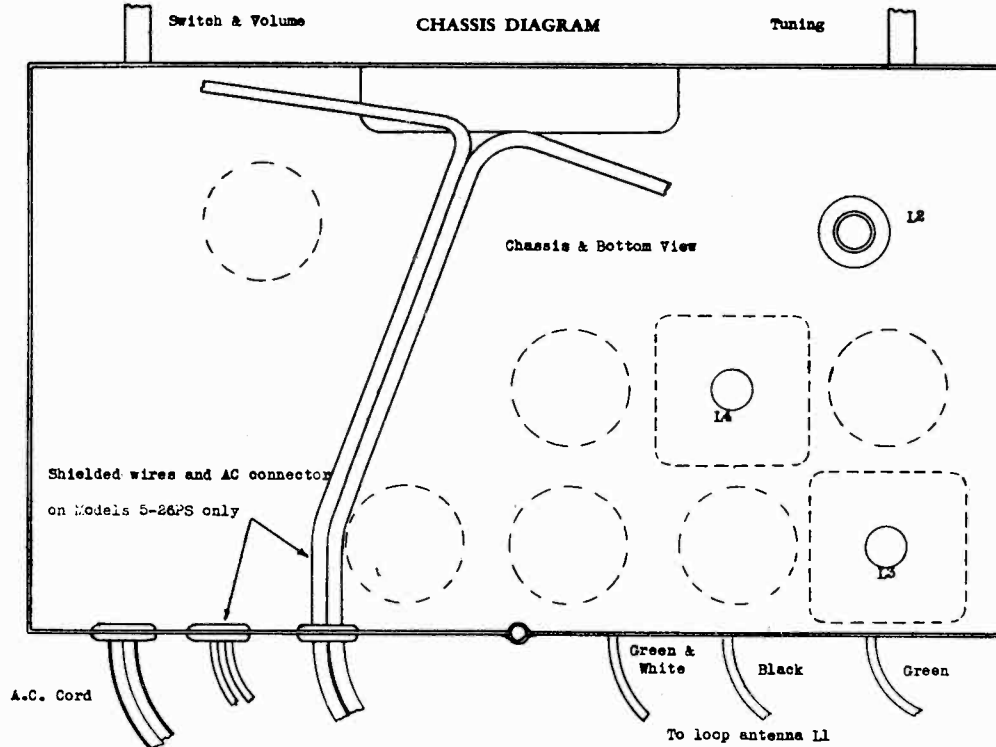 Switch & Volume
CHASSIS DIAGRAM
Tuning
L2
Chassis & Bottom View
L4
Shielded wires and AC connector
on Models 5-26PS only
L3
Green &
White
Black
Green
A.C. Cord
To loop antenna L1